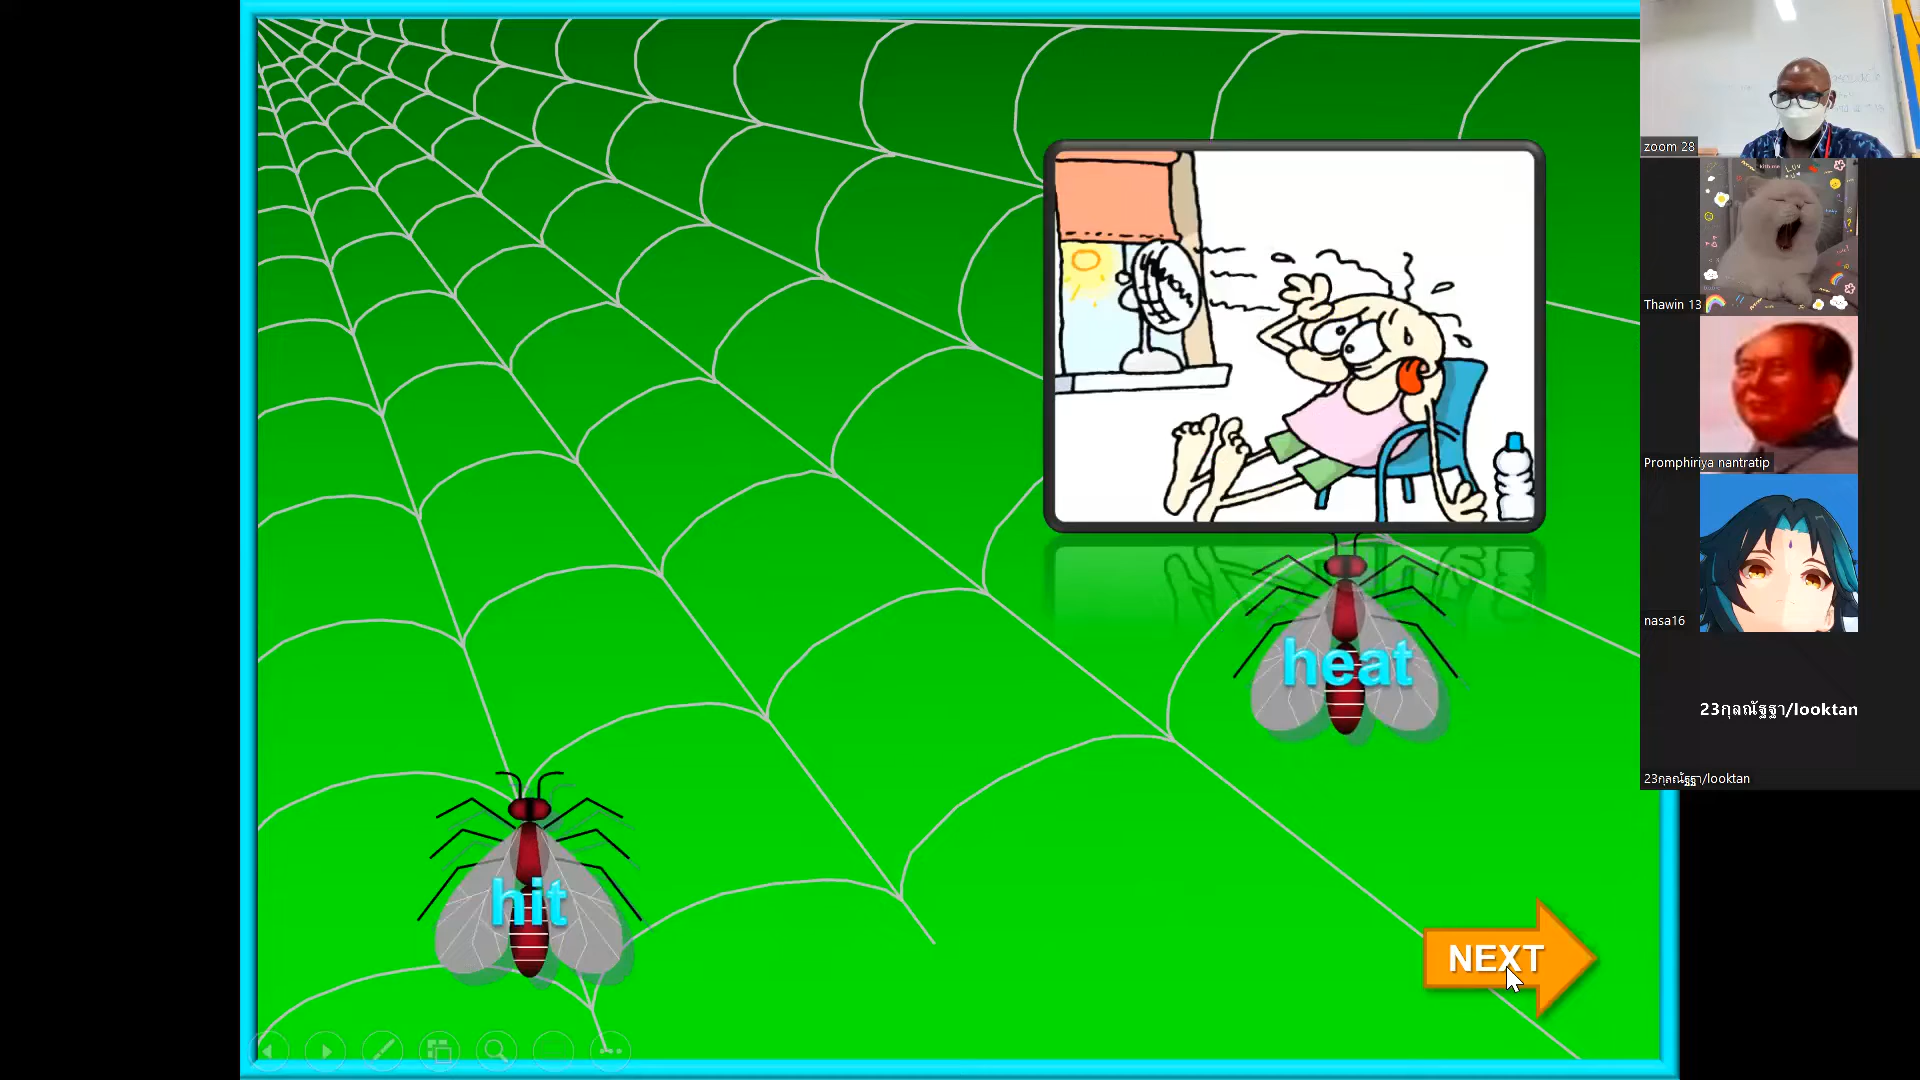 heat
hit
NEXT
zoom 28
Thawin 13
Promphiriya nantratip
nasa16
23กุลณัฐฐา/looktan
23กุลณัฐฐา/looktan